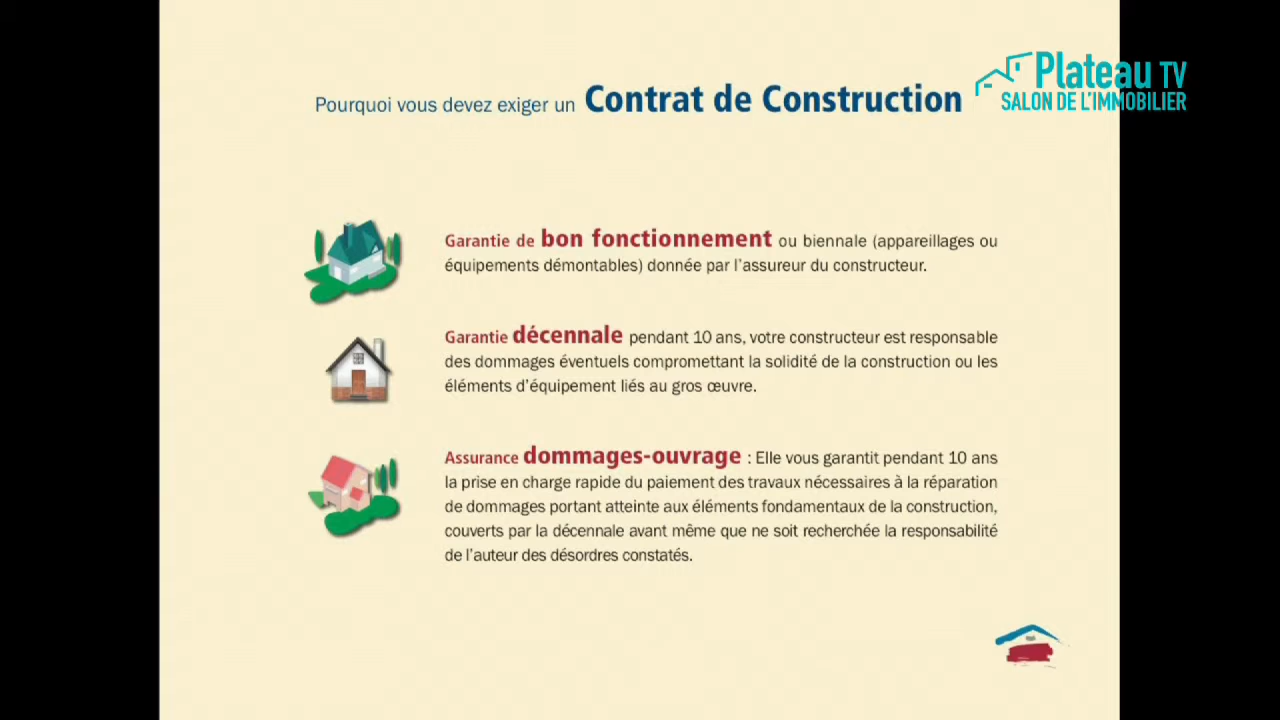 Plateau TV
SALON DE L'IMMOBILIER
Pourquoi vous devez exiger un Contrat de Construction
Garantie de bon fonctionnement ou biennale (appareillages ou
équipements démontables) donnée par l'assureur du constructeur.
Garantie décennale pendant 10 ans, votre constructeur est responsable
des dommages éventuels compromettant la solidité de la construction ou les
éléments d'équipement liés au gros œuvre.
Assurance dommages-ouvrage : Elle vous garantit pendant 10 ans
la prise en charge rapide du paiement des travaux nécessaires à la réparation
de dommages portant atteinte aux éléments fondamentaux de la construction,
couverts par la décennale avant même que ne soit recherchée la responsabilité
de l'auteur des désordres constatés.